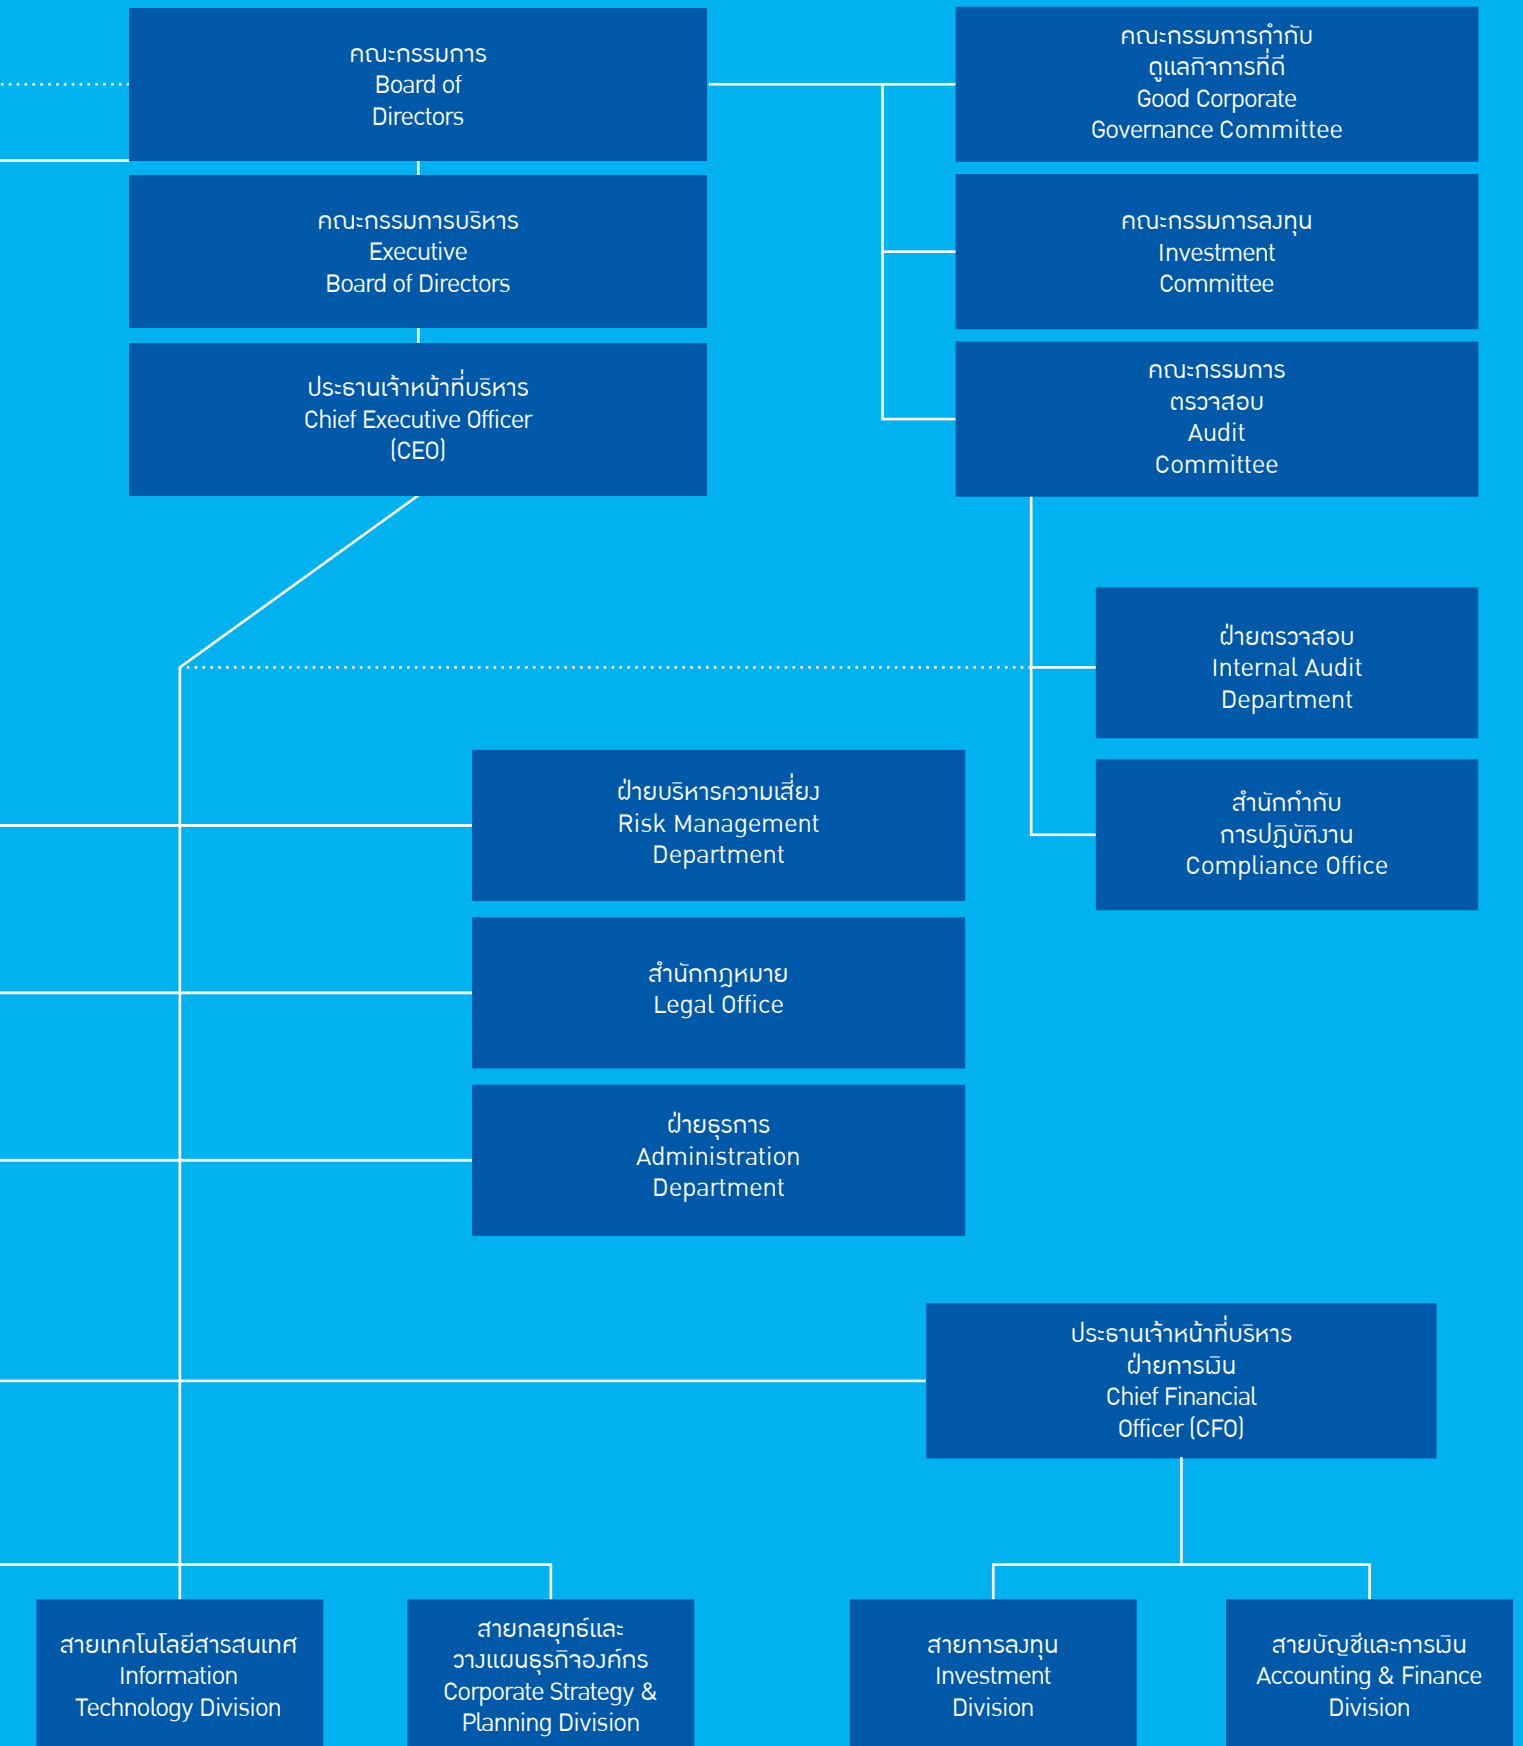 คณะกรรมการ
Board of
Directors
คณะกรรมการกำกับ
ดูแลกิจการที่ดี
Good Corporate
Governance Committee
คณะกรรมการบริหาร
Executive
Board of Directors
คณะกรรมการลงทุน
Investment
Committee
ประธานเจ้าหน้าที่บริหาร
Chief Executive Officer
(CEO)
คณะกรรมการ
ตรวจสอบ
Audit
Committee
ฝ่ายตรวจสอบ
Internal Audit
Department
ฝ่ายบริหารความเสี่ยง
Risk Management
Department
สำนักกำกับ
การปฏิบัติงาน
Compliance Office
สำนักกฎหมาย
Legal Office
ฝ่ายธุรการ
Administration
Department
ประธานเจ้าหน้าที่บริหาร
ฝ่ายการเงิน
Chief Financial
Officer (CFO)
สายเทคโนโลยีสารสนเทศ
Information
Technology Division
สายกลยุทธ์และ
วางแผนธุรกิจองค์กร
Corporate Strategy &
Planning Division
สายการลงทุน
Investment
Division
สายบัญชีและการเงิน
Accounting & Finance
Division